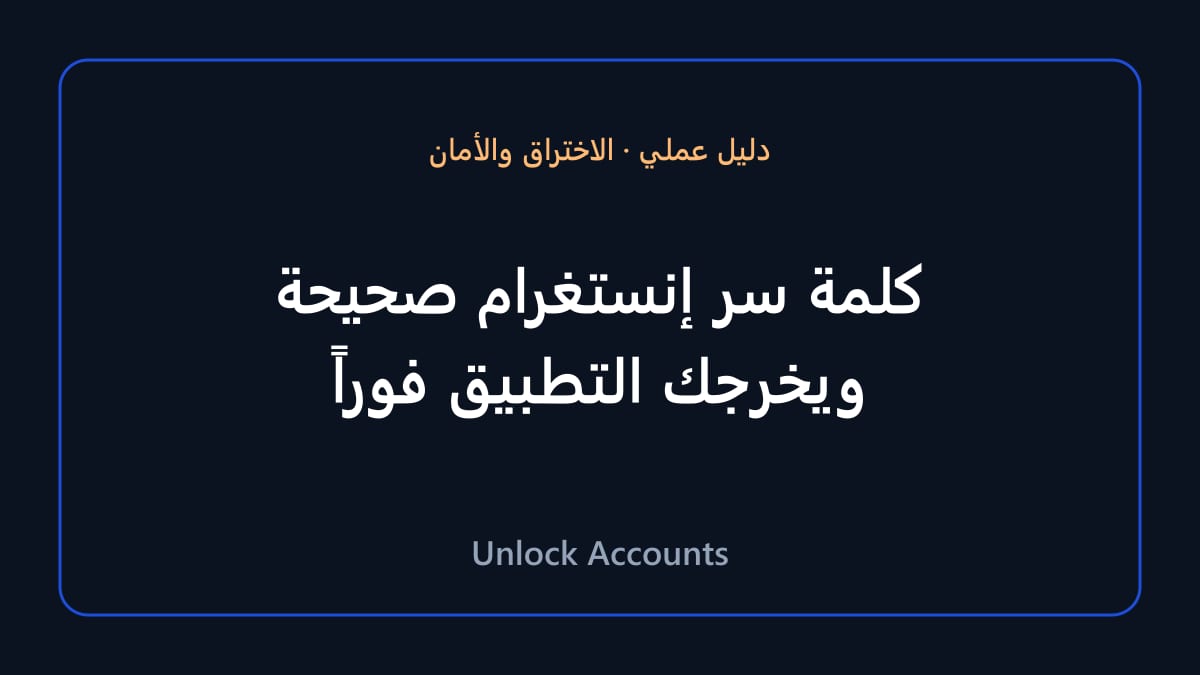 دليل عملي · الاختراق والأمان
كلمة سر إنستغرام صحيحة
ويخرجك التطبيق فوراً
Unlock Accounts